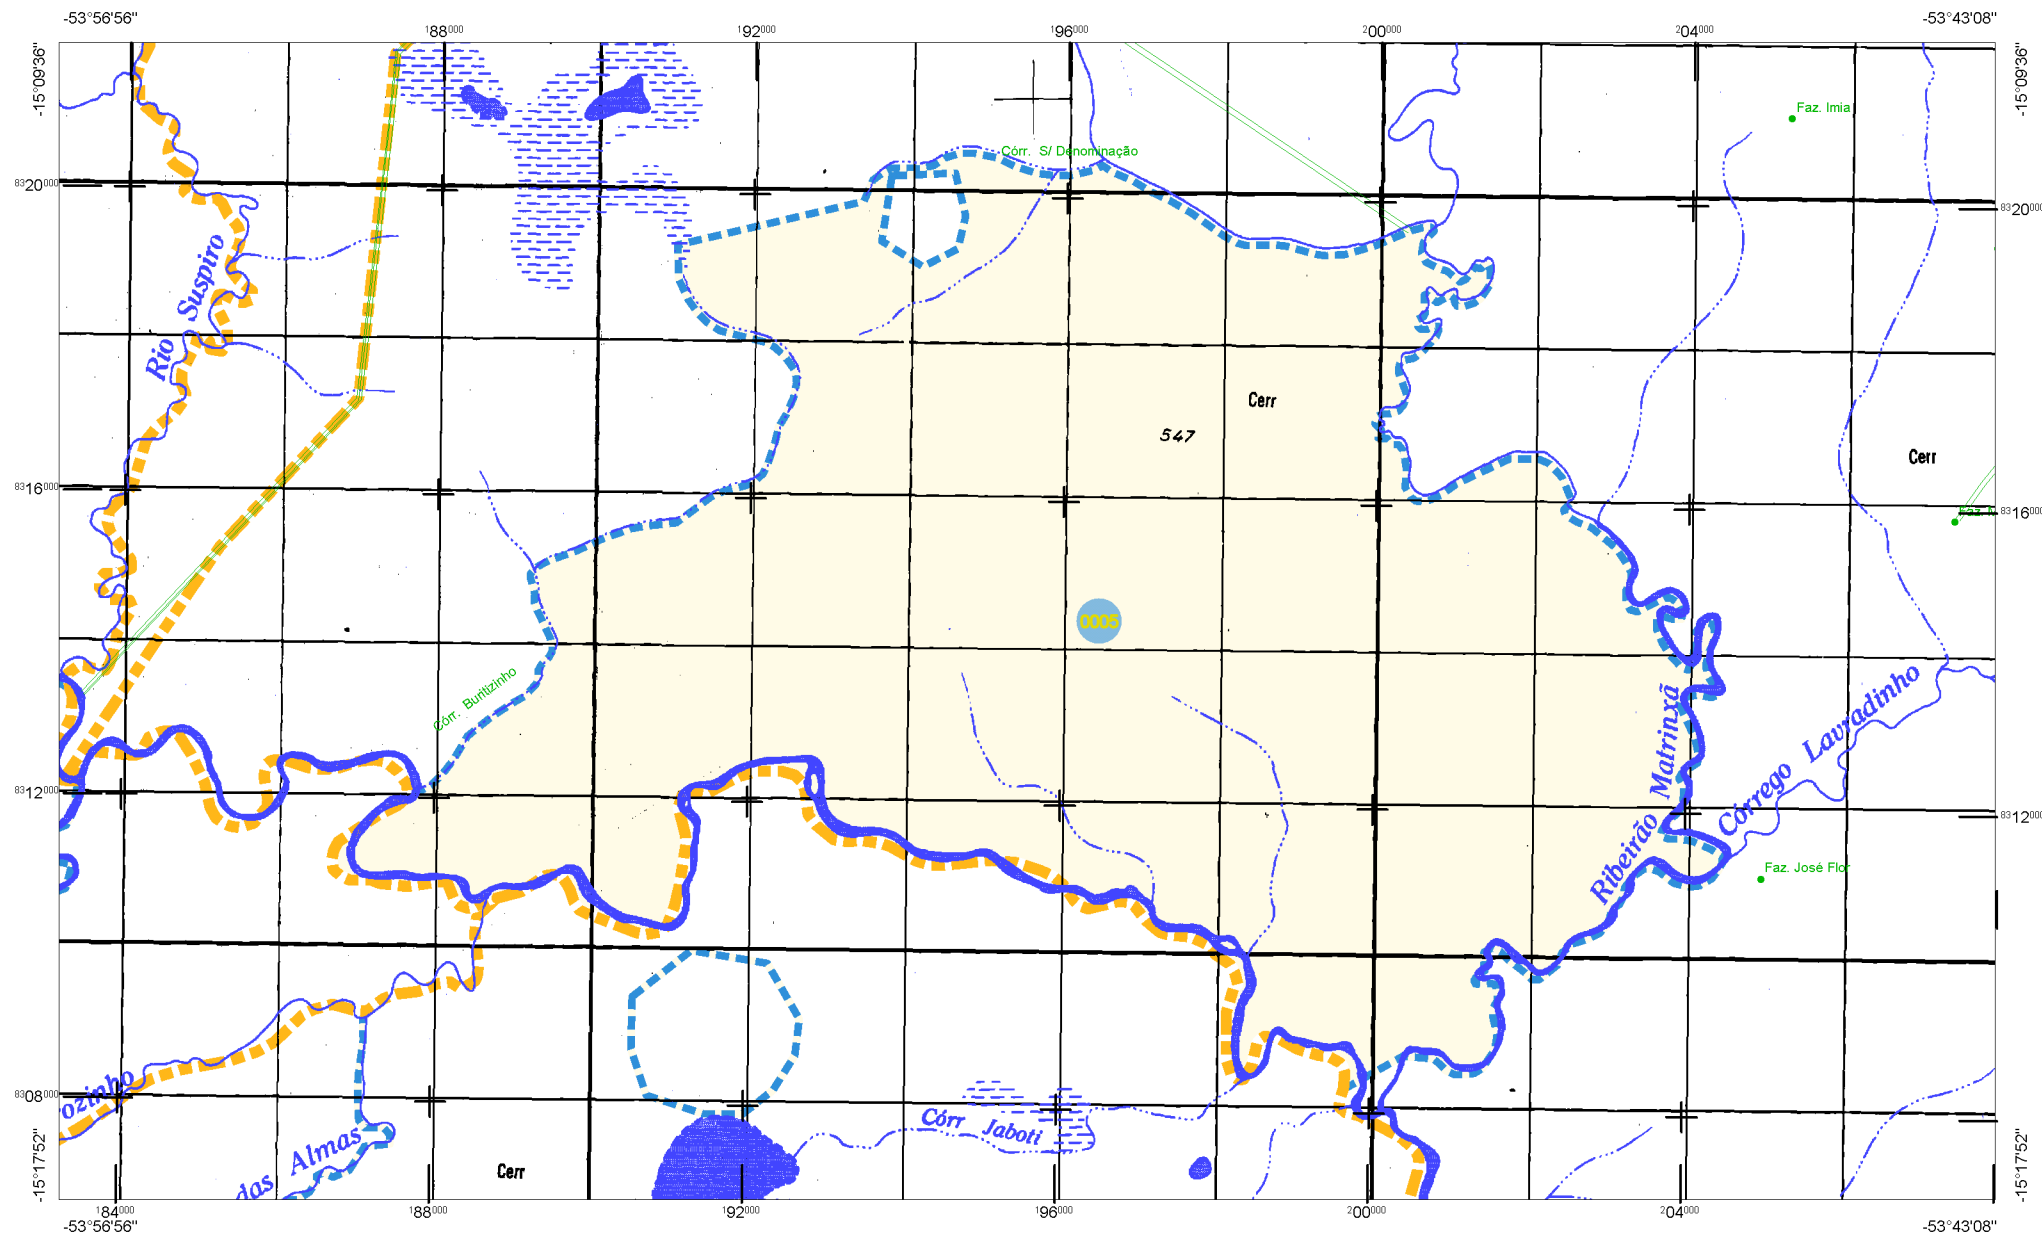 -53°56'56"
-53°43'08"
188000
192000
196000
200000
204000
-15°09'36"
-15°09'36"
Faz. Imia
Córr. S/ Denominação
8320000
8320000
Rio Suspiro
Cerr
547
Cerr
8316000
Faz. M
8316000
0005
Córr. Buritizinho
Ribeirão Matrinxã
Córrego Lavradinho
8312000
8312000
Faz. José Flor
8308000
ozinho
das Almas
Córr Jaboti
Cerr
-15°17'52"
-15°17'52"
184000
188000
192000
196000
200000
204000
-53°56'56"
-53°43'08"